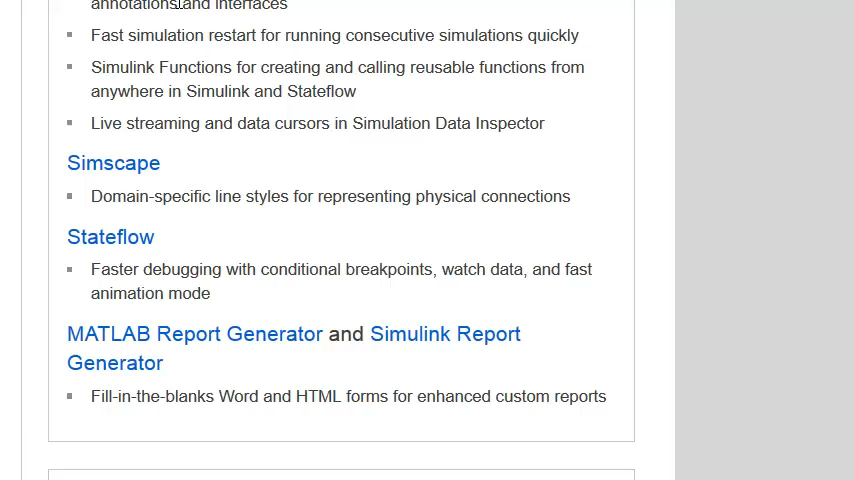 annotations and interfaces
Fast simulation restart for running consecutive simulations quickly
Simulink Functions for creating and calling reusable functions from
anywhere in Simulink and Stateflow
Live streaming and data cursors in Simulation Data Inspector
Simscape
Domain-specific line styles for representing physical connections
Stateflow
Faster debugging with conditional breakpoints, watch data, and fast
animation mode
MATLAB Report Generator and Simulink Report
Generator
Fill-in-the-blanks Word and HTML forms for enhanced custom reports